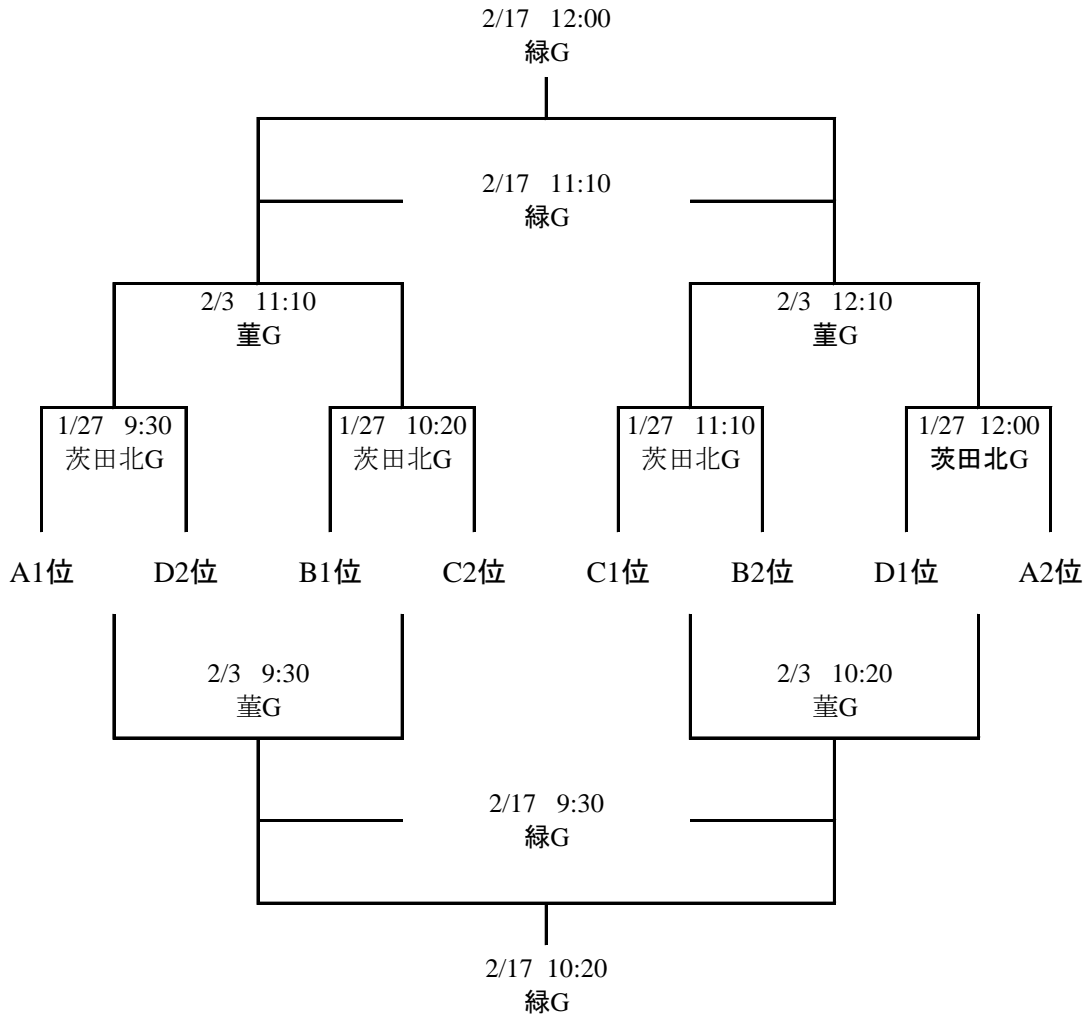 2/17 12:00
緑G
2/17 11:10
緑G
2/3 11:10
菫G
2/3 12:10
菫G
1/27 9:30
茨田北G
1/27 10:20
茨田北G
1/27 11:10
茨田北G
1/27 12:00
茨田北G
A1位
D2位
B1位
C2位
C1位
B2位
D1位
A2位
2/3 9:30
菫G
2/3 10:20
菫G
2/17 9:30
緑G
2/17 10:20
緑G